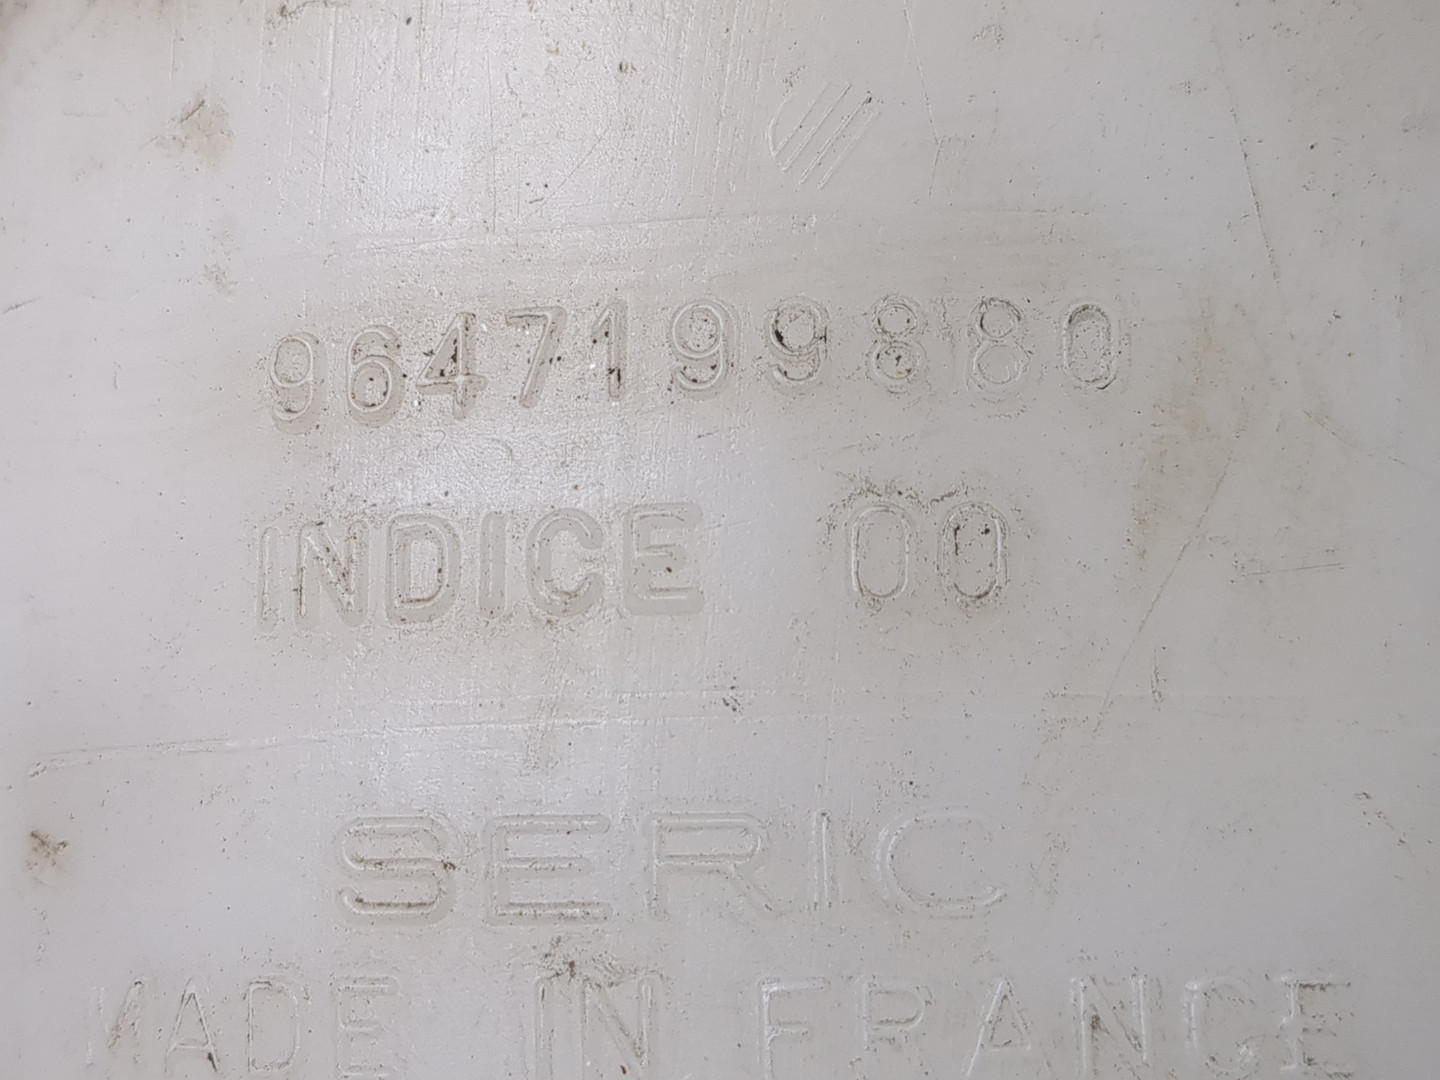 9647199880
INDICE 00
SERIC
MADE IN FRANCE